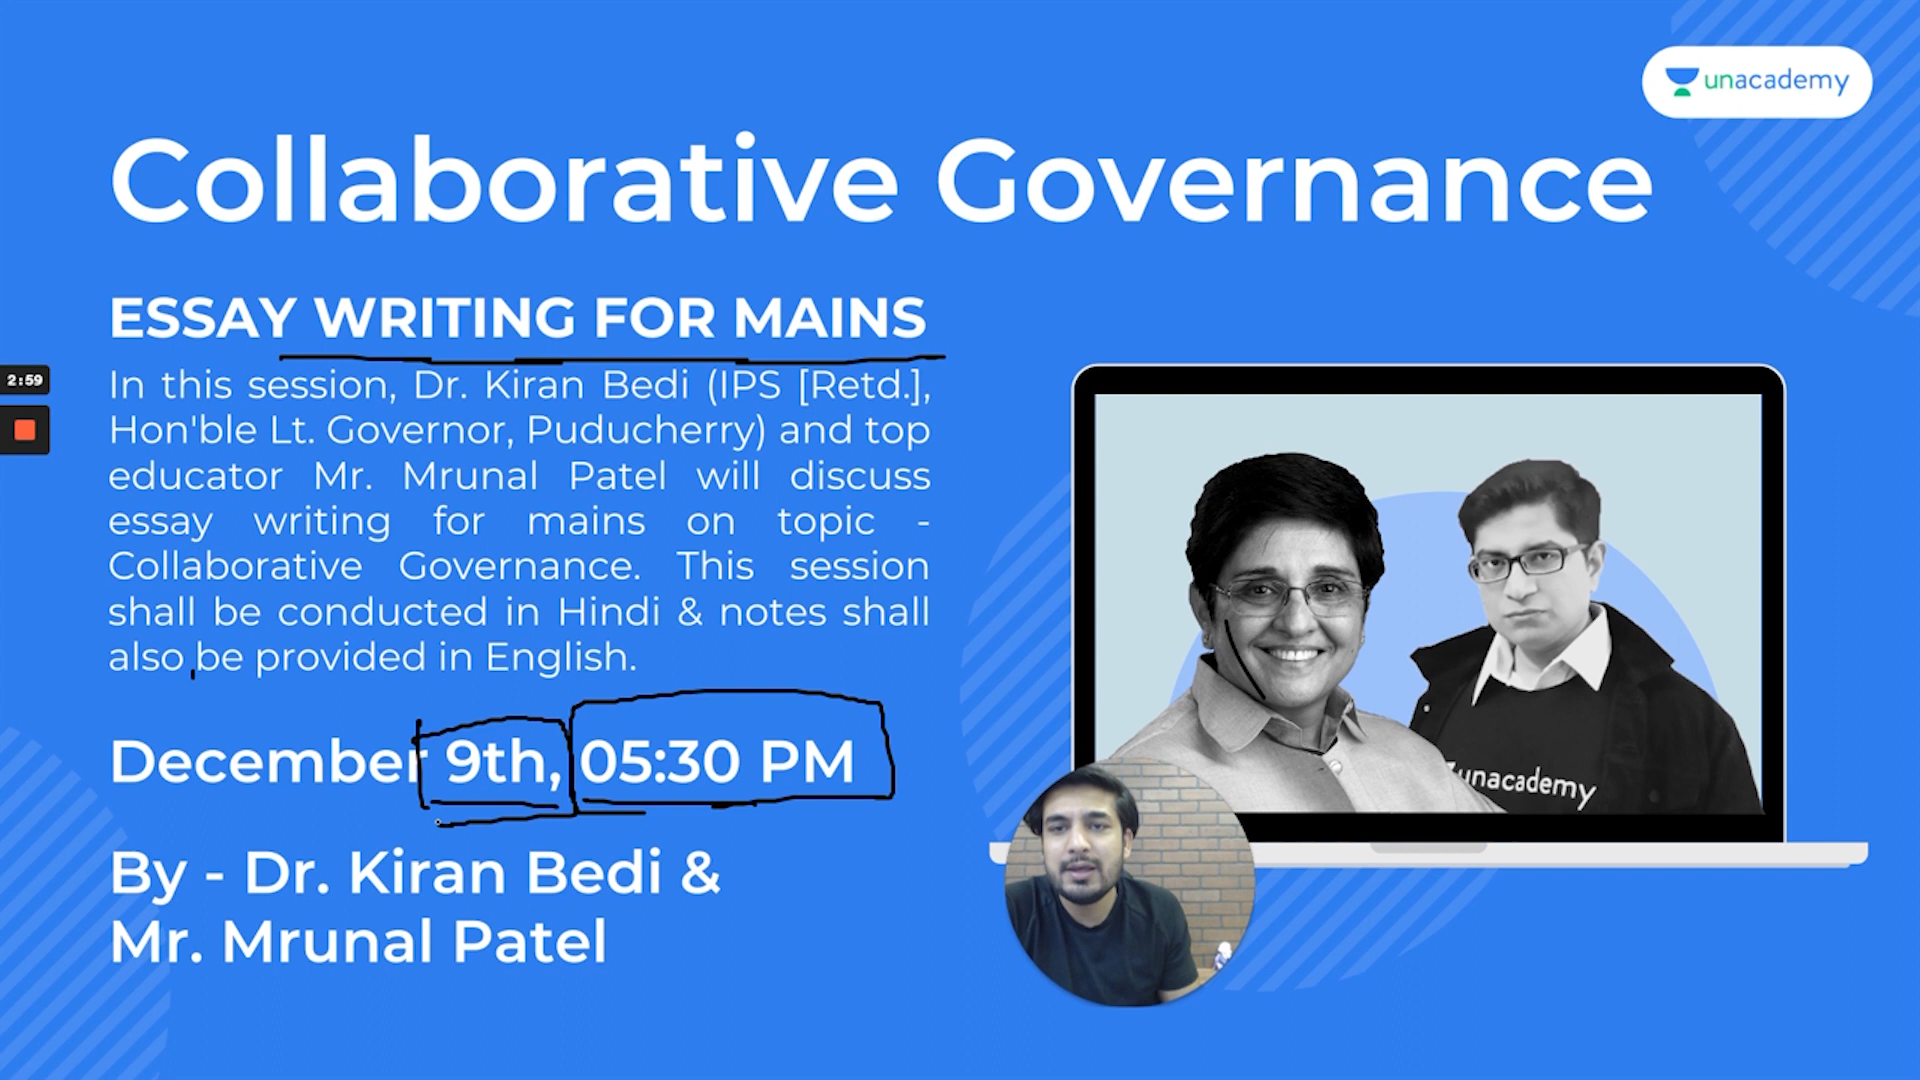 unacademy
Collaborative Governance
ESSAY WRITING FOR MAINS
In this session, Dr. Kiran Bedi (IPS [Retd.],
Hon'ble Lt. Governor, Puducherry) and top
educator Mr. Mrunal Patel will discuss
essay writing for mains on topic -
Collaborative Governance. This session
shall be conducted in Hindi & notes shall
also be provided in English.
2:59
December 9th, 05:30 PM
By - Dr. Kiran Bedi &
Mr. Mrunal Patel
unacademy